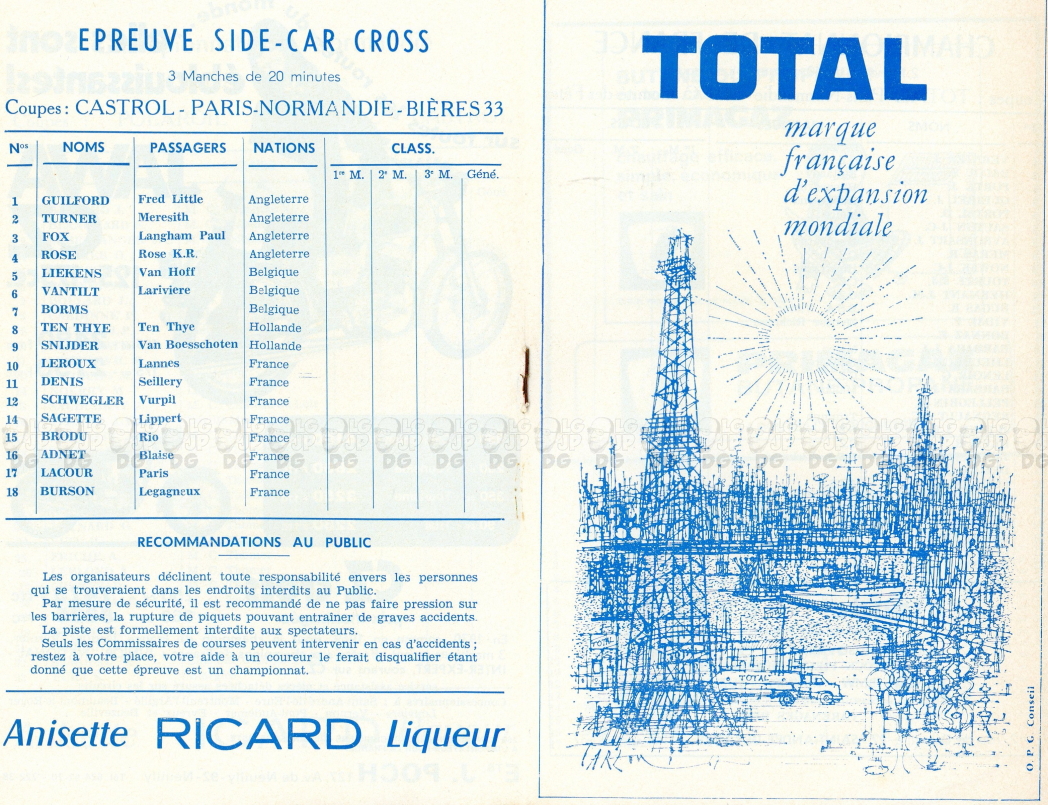 EPREUVE SIDE-CAR CROSS
3 Manches de 20 minutes
Coupes : CASTROL - PARIS-NORMANDIE - BIÈRES 33
Nos NOMS PASSAGERS NATIONS CLASS.
1re M. 2e M. 3e M. Géné.
1 GUILFORD Fred Little Angleterre
2 TURNER Meresith Angleterre
3 FOX Langham Paul Angleterre
4 ROSE Rose K.R. Angleterre
5 LIEKENS Van Hoff Belgique
6 VANTILT Lariviere Belgique
7 BORMS Belgique
8 TEN THYE Ten Thye Hollande
9 SNIJDER Van Boesschoten Hollande
10 LEROUX Lannes France
11 DENIS Seillery France
12 SCHWEGLER Vurpil France
14 SAGETTE Lippert France
15 BRODU Rio France
16 ADNET Blaise France
17 LACOUR Paris France
18 BURSON Legagneux France
RECOMMANDATIONS AU PUBLIC
Les organisateurs déclinent toute responsabilité envers les personnes
qui se trouveraient dans les endroits interdits au Public.
Par mesure de sécurité, il est recommandé de ne pas faire pression sur
les barrières, la rupture de piquets pouvant entraîner de graves accidents.
La piste est formellement interdite aux spectateurs.
Seuls les Commissaires de courses peuvent intervenir en cas d'accidents ;
restez à votre place, votre aide à un coureur le ferait disqualifier étant
donné que cette épreuve est un championnat.
Anisette RICARD Liqueur
TOTAL
marque
française
d'expansion
mondiale
TOTAL
O. P. G. Conseil